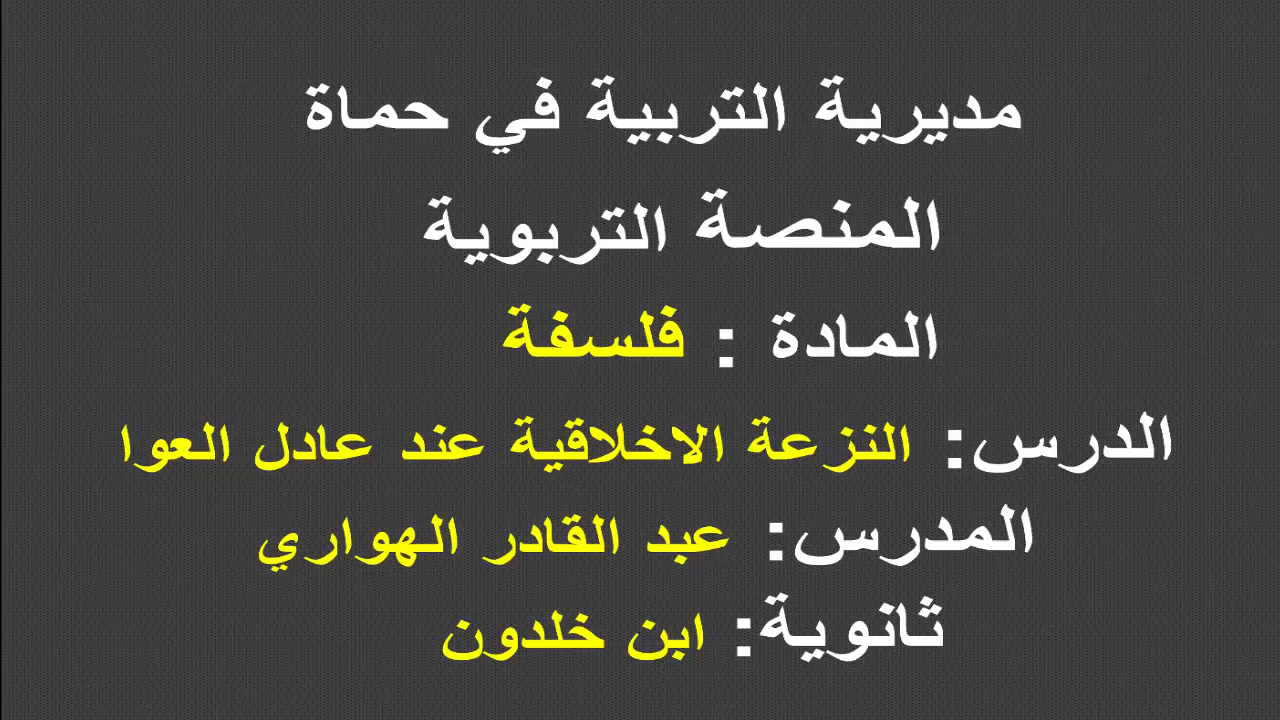 مديرية التربية في حماة
المنصة التربوية
المادة : فلسفة
الدرس: النزعة الاخلاقية عند عادل العوا
المدرس: عبد القادر الهواري
ثانوية: ابن خلدون